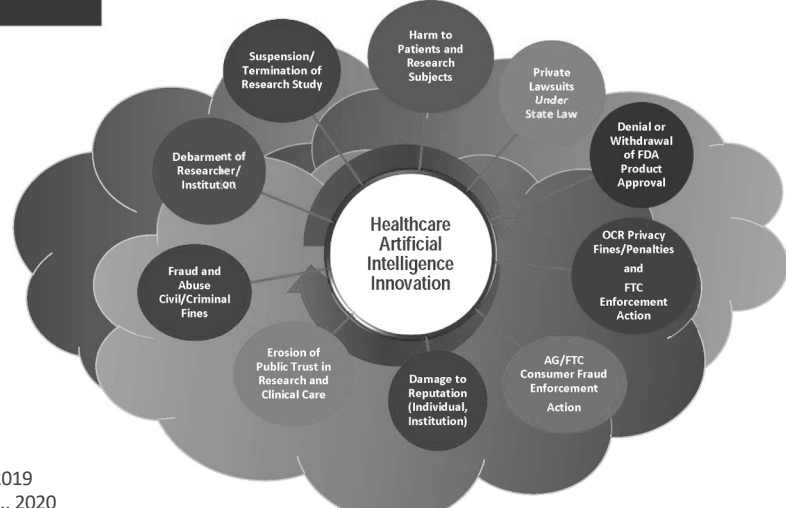 Suspension/
Termination of
Research Study
Harm to
Patients and
Research
Subjects
Private
Lawsuits
Under
State Law
Denial or
Withdrawal
of FDA
Product
Approval
Debarment of
Researcher/
Institution
Healthcare
Artificial
Intelligence
Innovation
OCR Privacy
Fines/Penalties
and
FTC
Enforcement
Action
Fraud and
Abuse
Civil/Criminal
Fines
Erosion of
Public Trust in
Research and
Clinical Care
Damage to
Reputation
(Individual,
Institution)
AG/FTC
Consumer Fraud
Enforcement
Action
2019
., 2020